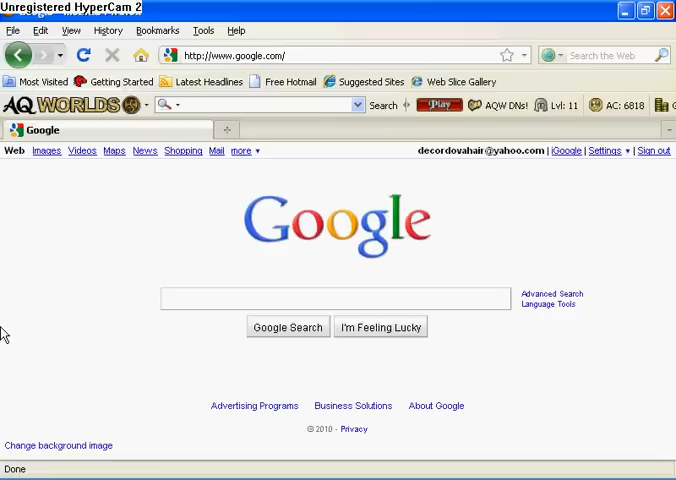 Unregistered HyperCam 2
File Edit View History Bookmarks Tools Help
http://www.google.com/ Search the Web
Most Visited Getting Started Latest Headlines Free Hotmail Suggested Sites Web Slice Gallery
AQWORLDS Search Play AQW DNs! Lvl: 11 AC: 6818 G
Google
Web Images Videos Maps News Shopping Mail more decordovahair@yahoo.com | iGoogle | Settings | Sign out
Google
Advanced Search
Language Tools
Google Search I'm Feeling Lucky
Advertising Programs Business Solutions About Google
© 2010 - Privacy
Change background image
Done